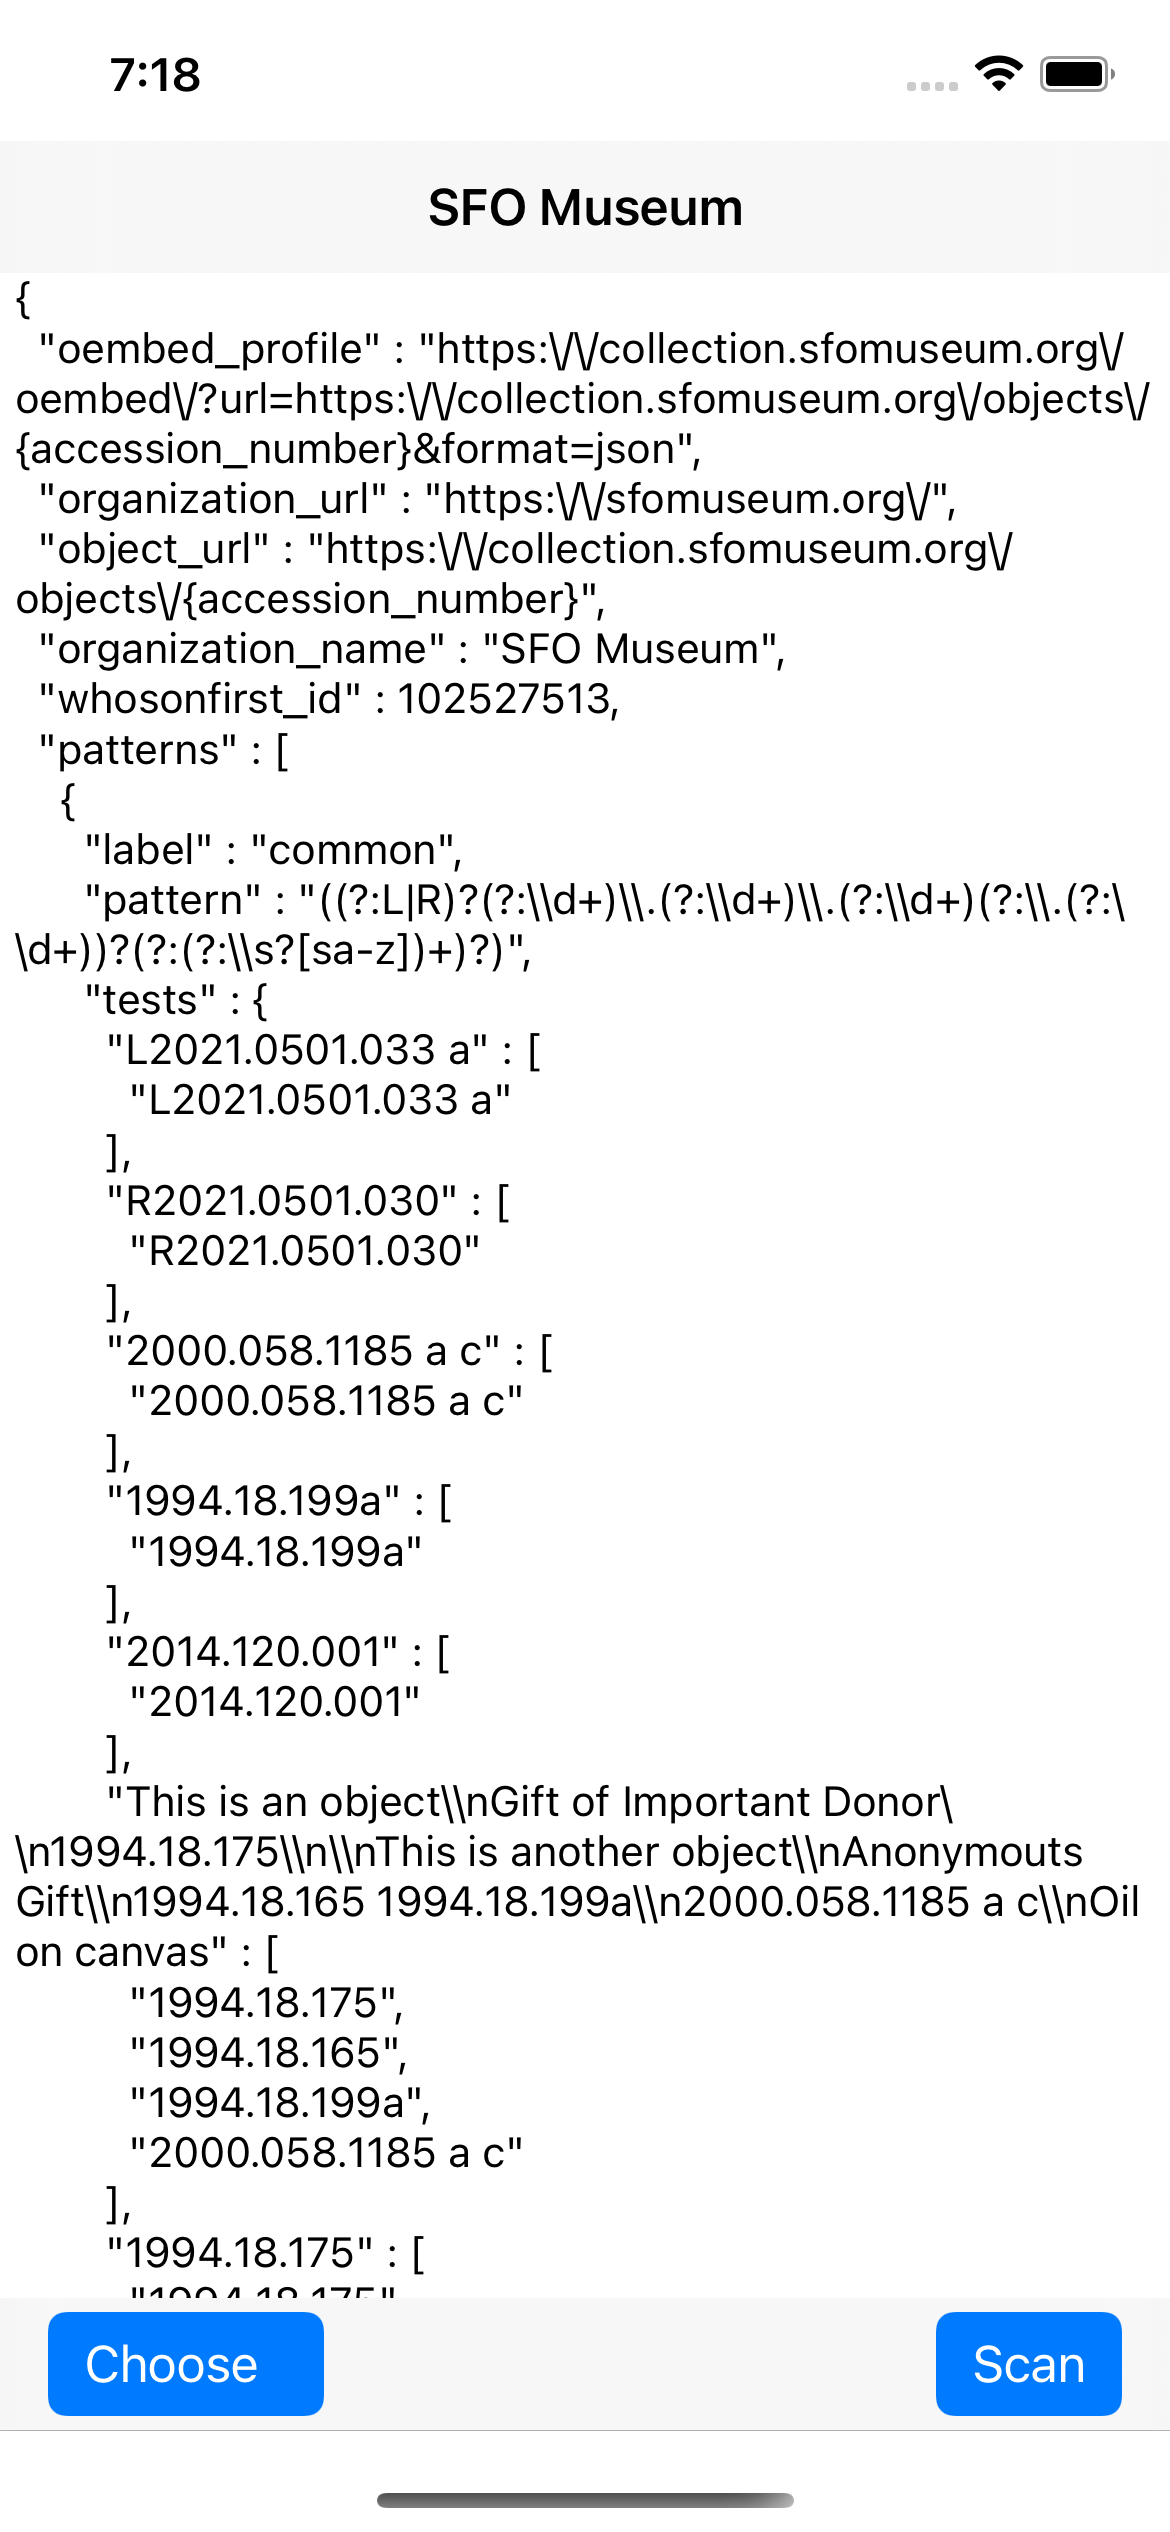 7:18
SFO Museum
{
"oembed_profile" : "https:\/\/collection.sfomuseum.org\/
oembed\/?url=https:\/\/collection.sfomuseum.org\/objects\/
{accession_number}&format=json",
"organization_url" : "https:\/\/sfomuseum.org\/",
"object_url" : "https:\/\/collection.sfomuseum.org\/
objects\/{accession_number}",
"organization_name" : "SFO Museum",
"whosonfirst_id" : 102527513,
"patterns" : [
{
"label" : "common",
"pattern" : "((?:L|R)?(?:\\d+)\\.(?:\\d+)\\.(?:\\d+)(?:\\.(?:\
\d+))?(?:(?:\\s?[sa-z])+)?)",
"tests" : {
"L2021.0501.033 a" : [
"L2021.0501.033 a"
],
"R2021.0501.030" : [
"R2021.0501.030"
],
"2000.058.1185 a c" : [
"2000.058.1185 a c"
],
"1994.18.199a" : [
"1994.18.199a"
],
"2014.120.001" : [
"2014.120.001"
],
"This is an object\\nGift of Important Donor\
\n1994.18.175\\n\\nThis is another object\\nAnonymouts
Gift\\n1994.18.165 1994.18.199a\\n2000.058.1185 a c\\nOil
on canvas" : [
"1994.18.175",
"1994.18.165",
"1994.18.199a",
"2000.058.1185 a c"
],
"1994.18.175" : [
"1994.18.175"
Choose
Scan